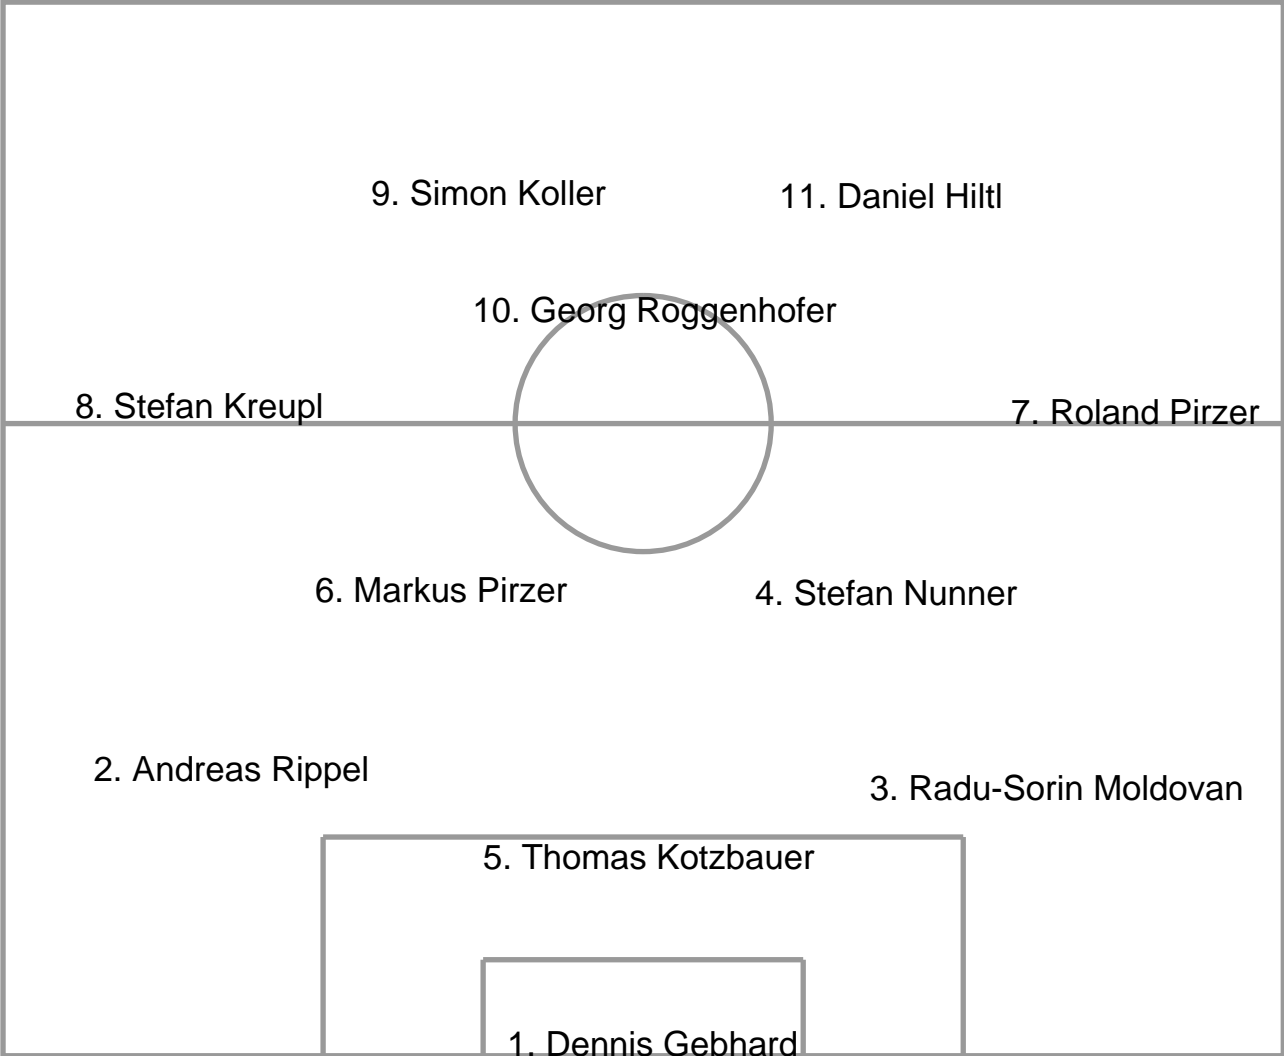 9. Simon Koller
11. Daniel Hiltl
10. Georg Roggenhofer
8. Stefan Kreupl
7. Roland Pirzer
6. Markus Pirzer
4. Stefan Nunner
2. Andreas Rippel
3. Radu-Sorin Moldovan
5. Thomas Kotzbauer
1. Dennis Gebhard